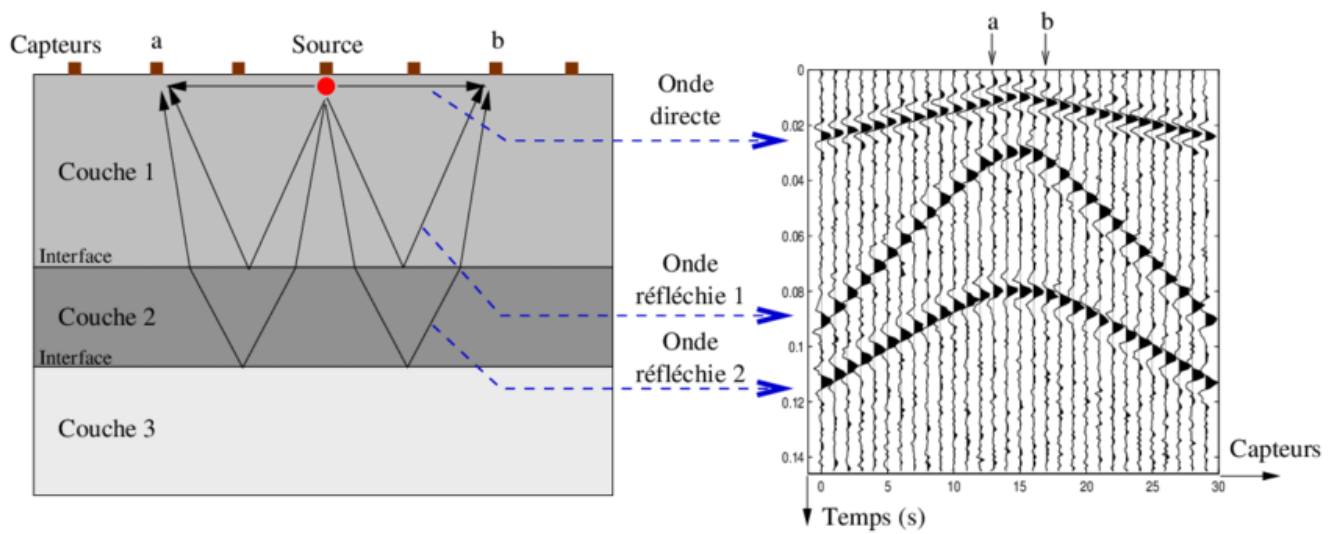 Capteurs
a
Source
b
Couche 1
Interface
Couche 2
Interface
Couche 3
Onde
directe
Onde
réfléchie 1
Onde
réfléchie 2
a
b
0
0.02
0.04
0.06
0.08
0.1
0.12
0.14
0
5
10
15
20
25
30
Capteurs
Temps (s)